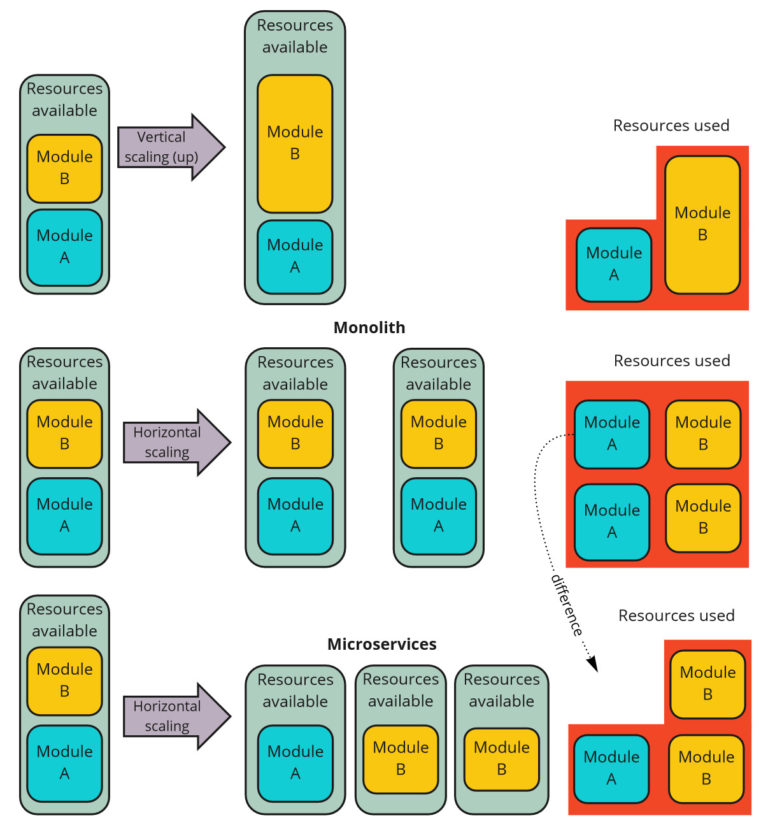 Resources
available
Module
B
Module
A
Vertical
scaling (up)
Resources
available
Module
B
Module
A
Resources used
Module
A
Module
B
Monolith
Resources
available
Module
B
Module
A
Horizontal
scaling
Resources
available
Module
B
Module
A
Resources
available
Module
B
Module
A
Resources used
Module
A
Module
B
Module
A
Module
B
difference
Resources
available
Module
B
Module
A
Horizontal
scaling
Microservices
Resources
available
Module
A
Resources
available
Module
B
Resources
available
Module
B
Resources used
Module
B
Module
A
Module
B